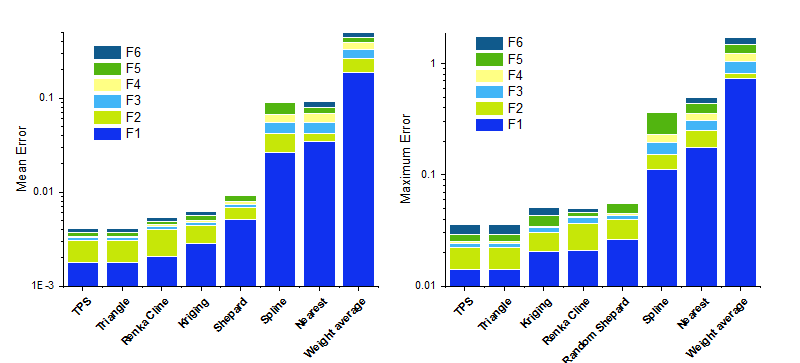 F6
F5
F4
F3
F2
F1
Mean Error
0.1
0.01
1E-3
TPS
Triangle
Renka Cline
Kriging
Shepard
Spline
Nearest
Weight average
F6
F5
F4
F3
F2
F1
Maximum Error
1
0.1
0.01
TPS
Triangle
Kriging
Renka Cline
Random Shepard
Spline
Nearest
Weight average